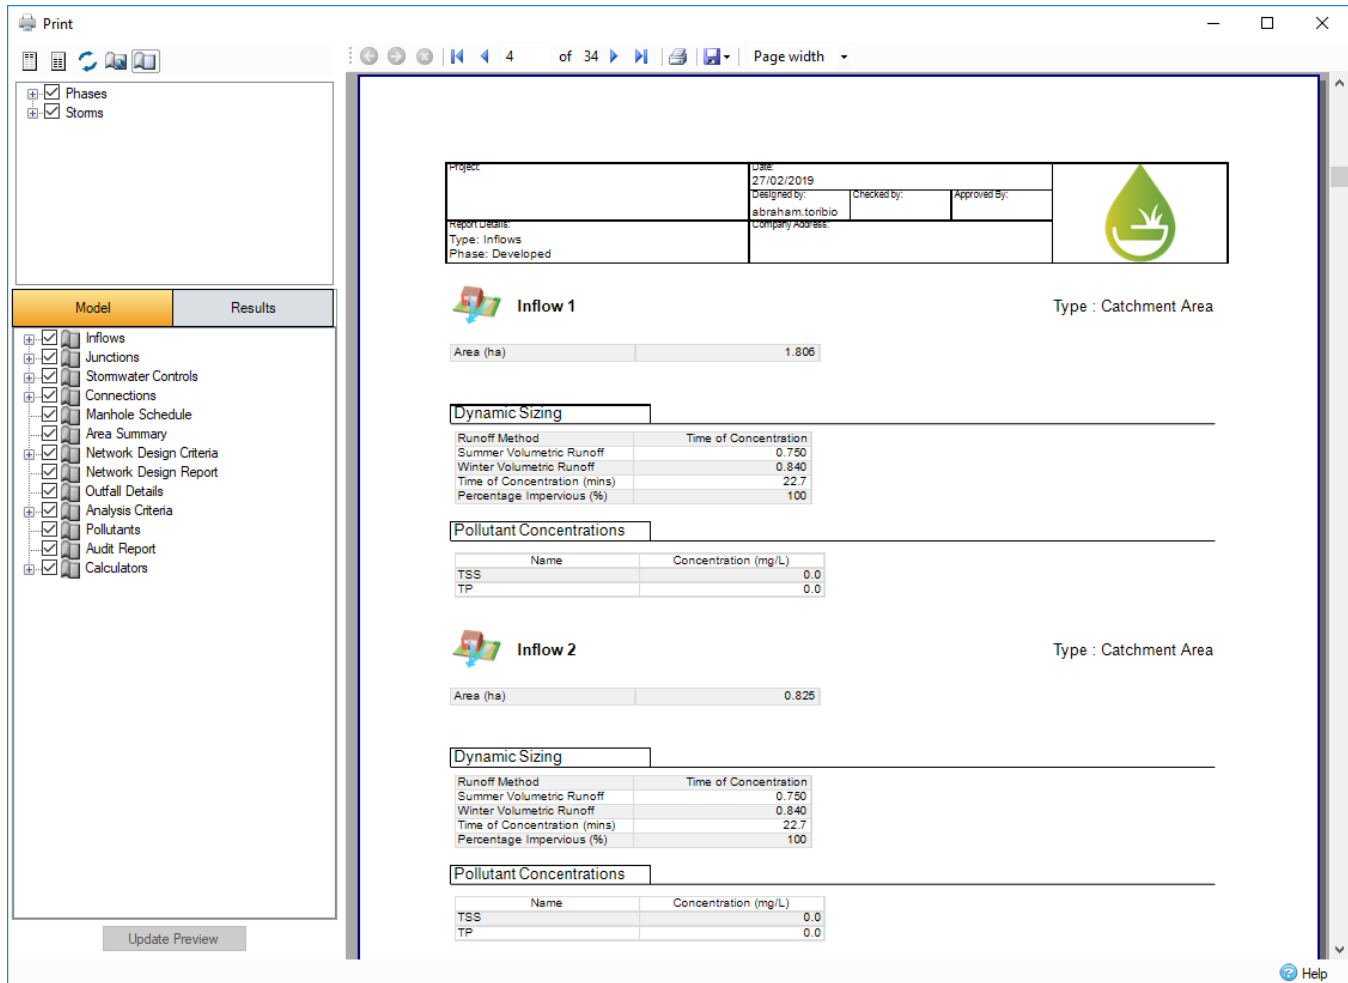 Print
4 of 34 Page width
Phases
Storms
Model Results
Inflows
Junctions
Stormwater Controls
Connections
Manhole Schedule
Area Summary
Network Design Criteria
Network Design Report
Outfall Details
Analysis Criteria
Pollutants
Audit Report
Calculators
Update Preview
Project:
Date:
27/02/2019
Designed by: Checked by: Approved By:
abraham.toribio
Report Details:
Type: Inflows
Phase: Developed
Company Address:
Inflow 1 Type : Catchment Area
Area (ha) 1.806
Dynamic Sizing
Runoff Method Time of Concentration
Summer Volumetric Runoff 0.750
Winter Volumetric Runoff 0.840
Time of Concentration (mins) 22.7
Percentage Impervious (%) 100
Pollutant Concentrations
Name Concentration (mg/L)
TSS 0.0
TP 0.0
Inflow 2 Type : Catchment Area
Area (ha) 0.825
Dynamic Sizing
Runoff Method Time of Concentration
Summer Volumetric Runoff 0.750
Winter Volumetric Runoff 0.840
Time of Concentration (mins) 22.7
Percentage Impervious (%) 100
Pollutant Concentrations
Name Concentration (mg/L)
TSS 0.0
TP 0.0
Help